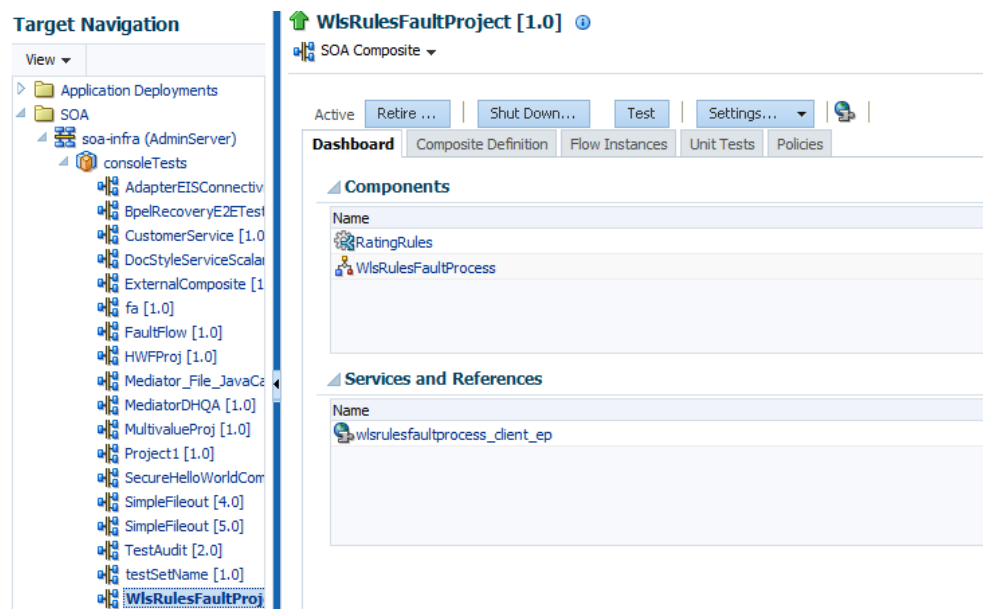 Target Navigation
View
Application Deployments
SOA
soa-infra (AdminServer)
consoleTests
AdapterEISConnectiv
BpelRecoveryE2ETest
CustomerService [1.0
DocStyleServiceScalar
ExternalComposite [1
fa [1.0]
FaultFlow [1.0]
HWFProj [1.0]
Mediator_File_JavaCa
MediatorDHQA [1.0]
MultivalueProj [1.0]
Project1 [1.0]
SecureHelloWorldCom
SimpleFileout [4.0]
SimpleFileout [5.0]
TestAudit [2.0]
testSetName [1.0]
WlsRulesFaultProj
WlsRulesFaultProject [1.0]
SOA Composite
Active Retire ... Shut Down... Test Settings...
Dashboard Composite Definition Flow Instances Unit Tests Policies
Components
Name
RatingRules
WlsRulesFaultProcess
Services and References
Name
wlsrulesfaultprocess_client_ep